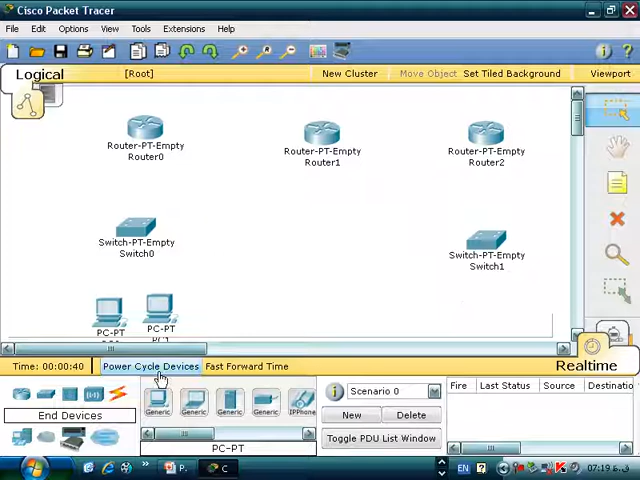 Cisco Packet Tracer
File Edit Options View Tools Extensions Help
Logical [Root] New Cluster Move Object Set Tiled Background Viewport
Router-PT-Empty
Router0
Router-PT-Empty
Router1
Router-PT-Empty
Router2
Switch-PT-Empty
Switch0
Switch-PT-Empty
Switch1
PC-PT
PC-PT
PC1
Time: 00:00:40 Power Cycle Devices Fast Forward Time Realtime
End Devices
Generic Generic Generic Generic IPPhone
PC-PT
Scenario 0
New Delete
Toggle PDU List Window
Fire Last Status Source Destinatio
P. C EN
07:19 ق.ظ